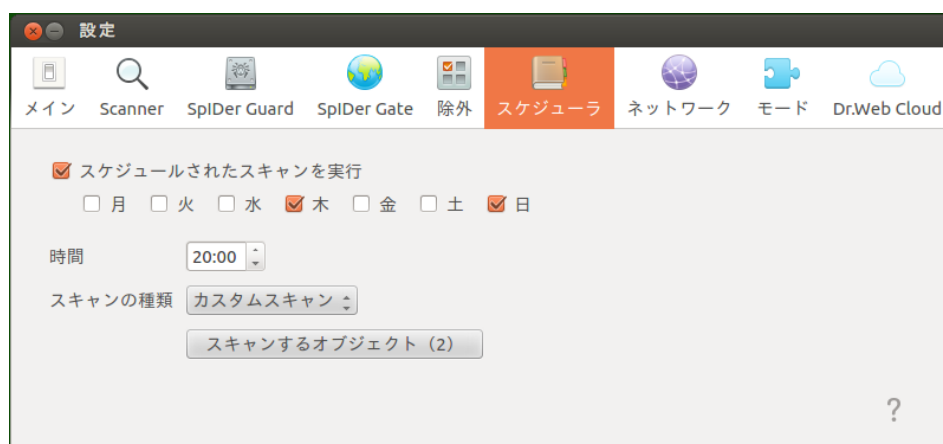 設定
メイン Scanner SpIDer Guard SpIDer Gate 除外 スケジューラ ネットワーク モード Dr.Web Cloud
スケジュールされたスキャンを実行
月 火 水 木 金 土 日
時間 20:00
スキャンの種類 カスタムスキャン
スキャンするオブジェクト（2）
?